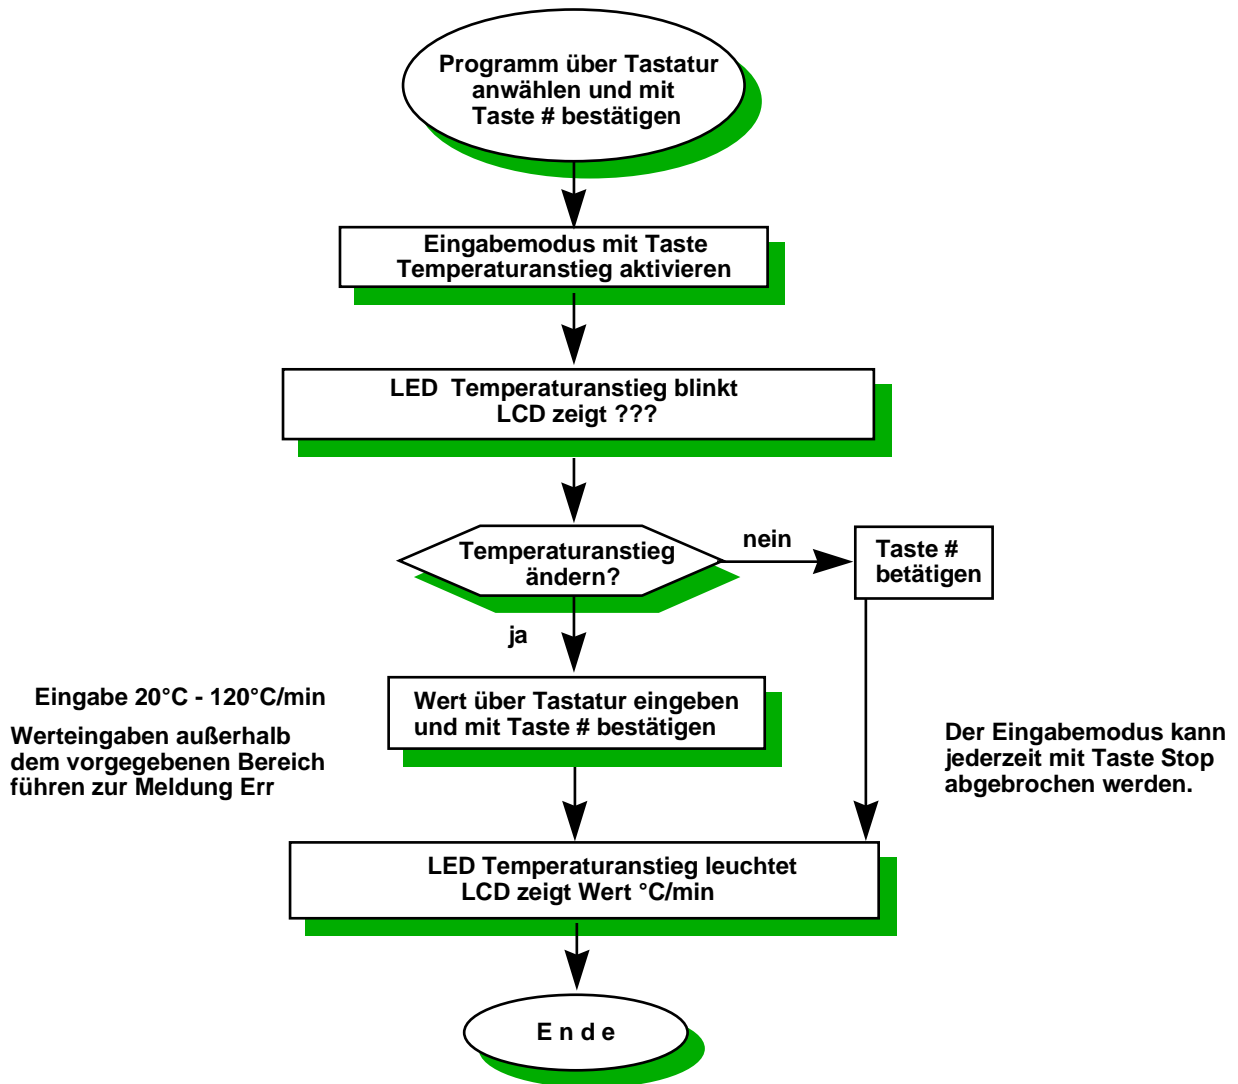 Programm über Tastatur
anwählen und mit
Taste # bestätigen
Eingabemodus mit Taste
Temperaturanstieg aktivieren
LED Temperaturanstieg blinkt
LCD zeigt ???
Temperaturanstieg
ändern?
nein
Taste #
betätigen
ja
Eingabe 20°C - 120°C/min
Werteingaben außerhalb
dem vorgegebenen Bereich
führen zur Meldung Err
Wert über Tastatur eingeben
und mit Taste # bestätigen
Der Eingabemodus kann
jederzeit mit Taste Stop
abgebrochen werden.
LED Temperaturanstieg leuchtet
LCD zeigt Wert °C/min
E n d e